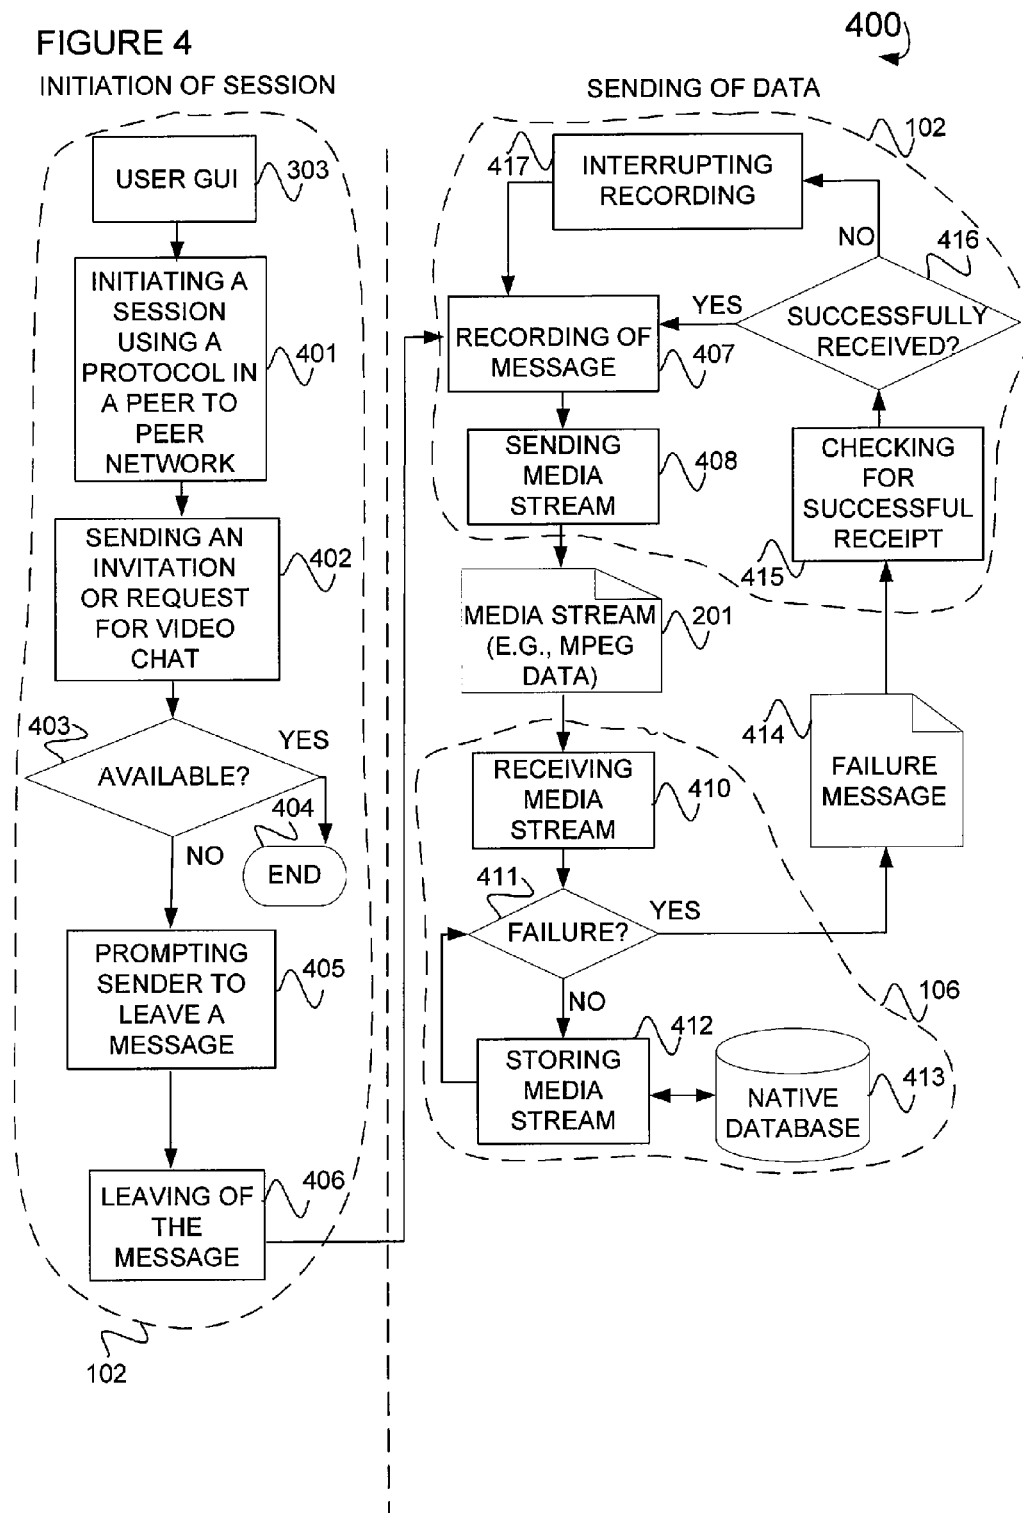 FIGURE 4
400
INITIATION OF SESSION
USER GUI
303
INITIATING A
SESSION
USING A
PROTOCOL IN
A PEER TO
PEER
NETWORK
401
SENDING AN
INVITATION
OR REQUEST
FOR VIDEO
CHAT
402
403
AVAILABLE?
YES
404
END
NO
PROMPTING
SENDER TO
LEAVE A
MESSAGE
405
LEAVING OF
THE
MESSAGE
406
102
SENDING OF DATA
102
417
INTERRUPTING
RECORDING
NO
416
SUCCESSFULLY
RECEIVED?
YES
RECORDING OF
MESSAGE
407
SENDING
MEDIA
STREAM
408
CHECKING
FOR
SUCCESSFUL
RECEIPT
415
MEDIA STREAM
(E.G., MPEG
DATA)
201
414
FAILURE
MESSAGE
RECEIVING
MEDIA
STREAM
410
411
FAILURE?
YES
NO
106
STORING
MEDIA
STREAM
412
NATIVE
DATABASE
413